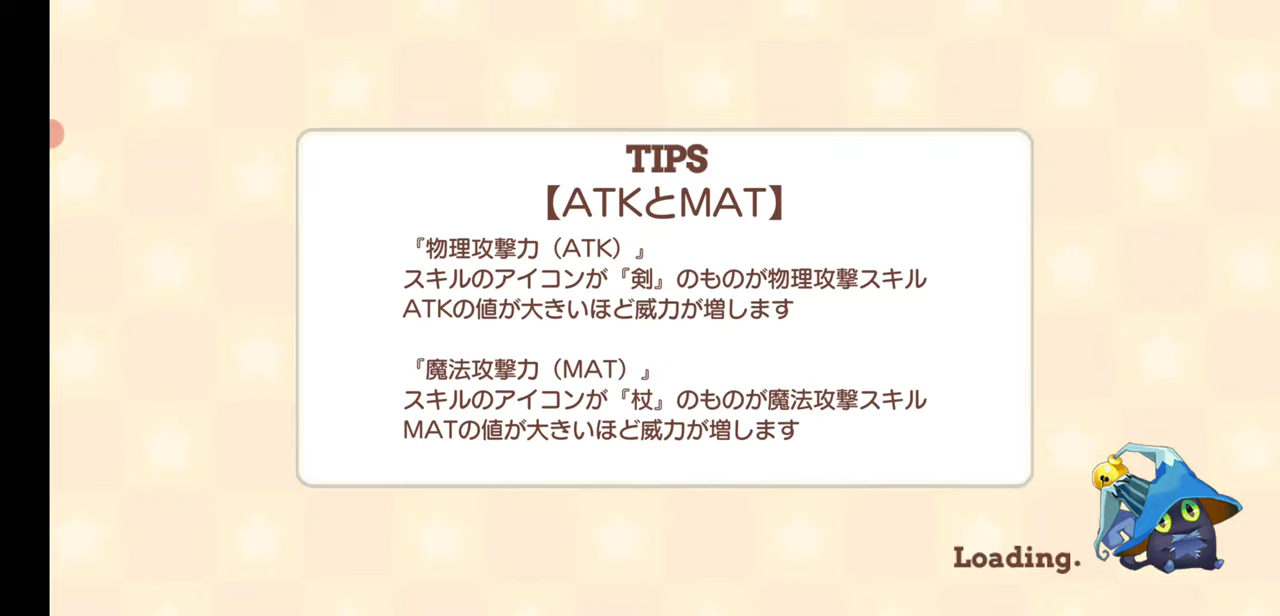 TIPS
【ATKとMAT】
『物理攻撃力（ATK）』
スキルのアイコンが『剣』のものが物理攻撃スキル
ATKの値が大きいほど威力が増します
『魔法攻撃力（MAT）』
スキルのアイコンが『杖』のものが魔法攻撃スキル
MATの値が大きいほど威力が増します
Loading.